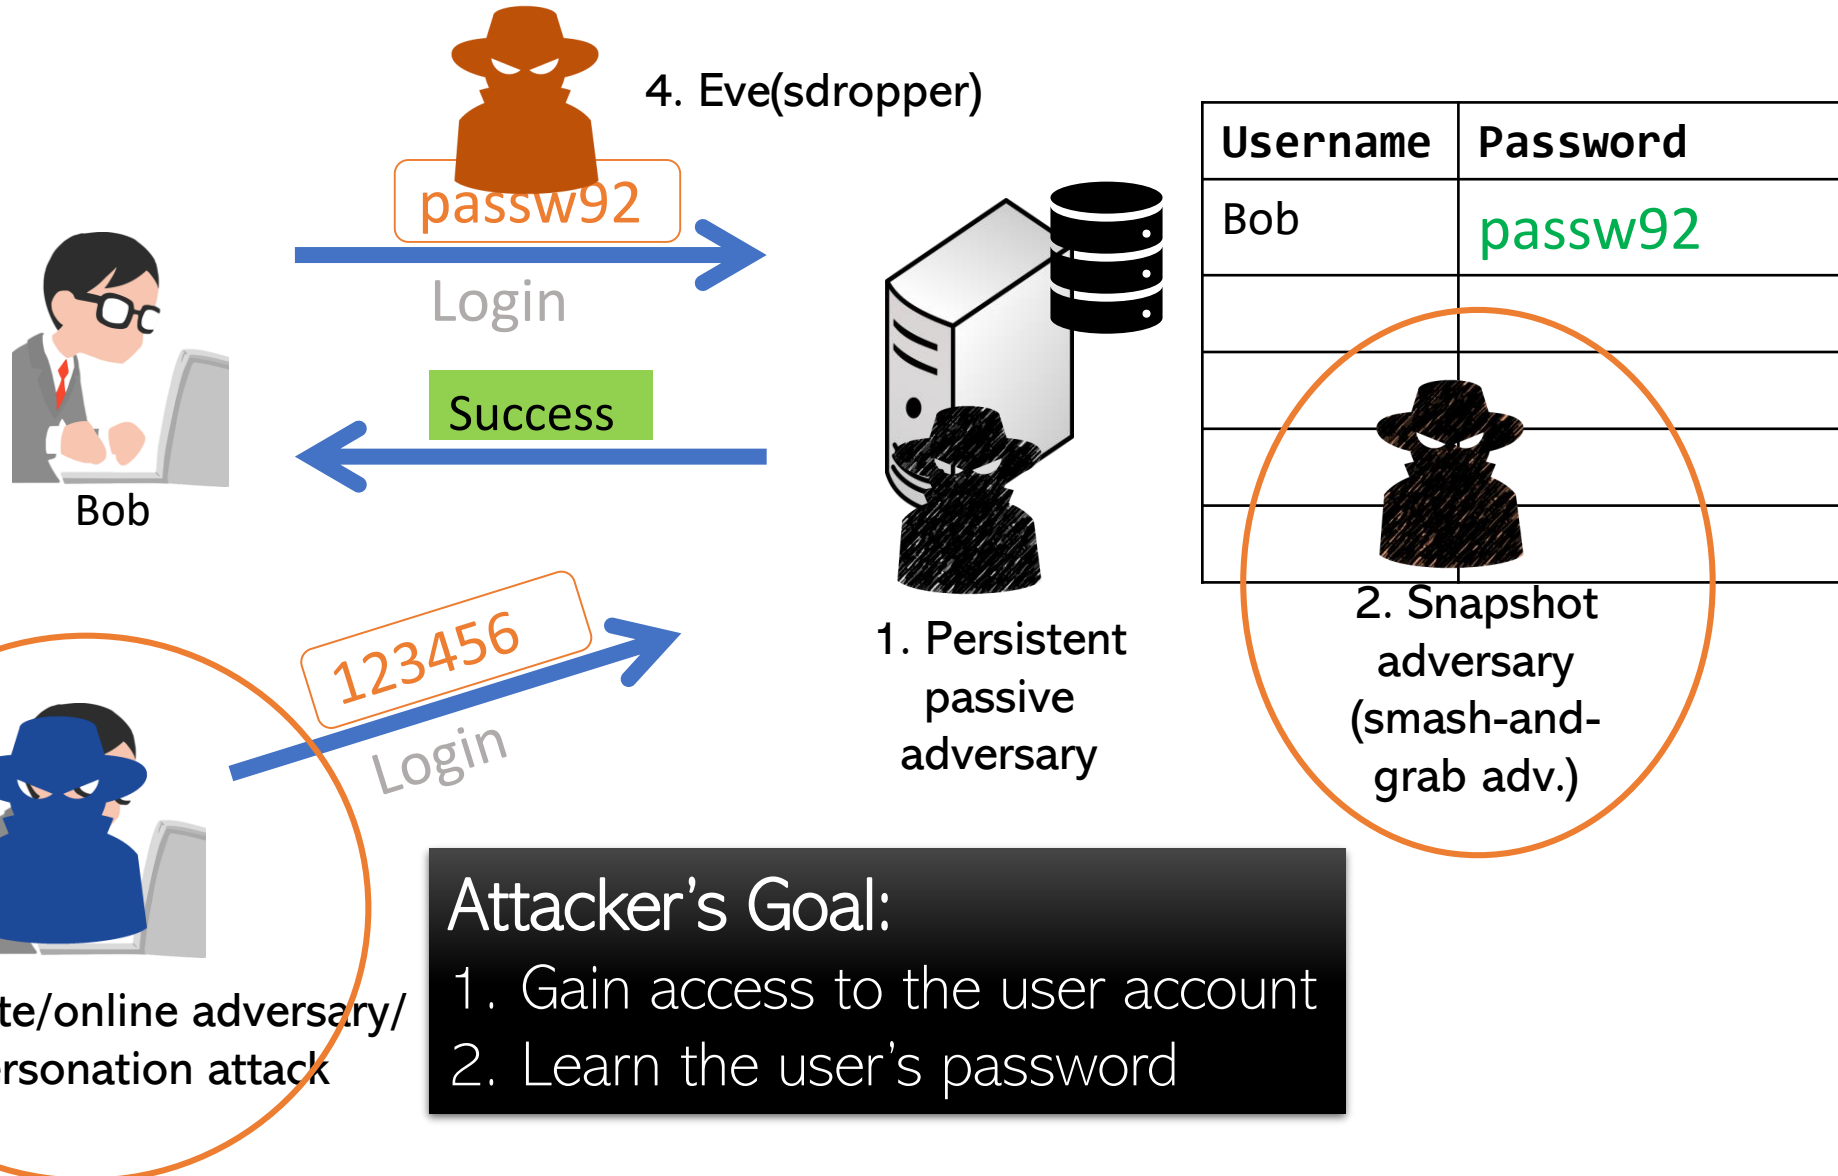 4. Eve(sdropper)
passw92
Login
Success
Bob
Username Password
Bob passw92
123456
Login
1. Persistent
passive
adversary
2. Snapshot
adversary
(smash-and-
grab adv.)
te/online adversary/
ersonation attack
Attacker's Goal:
1. Gain access to the user account
2. Learn the user's password